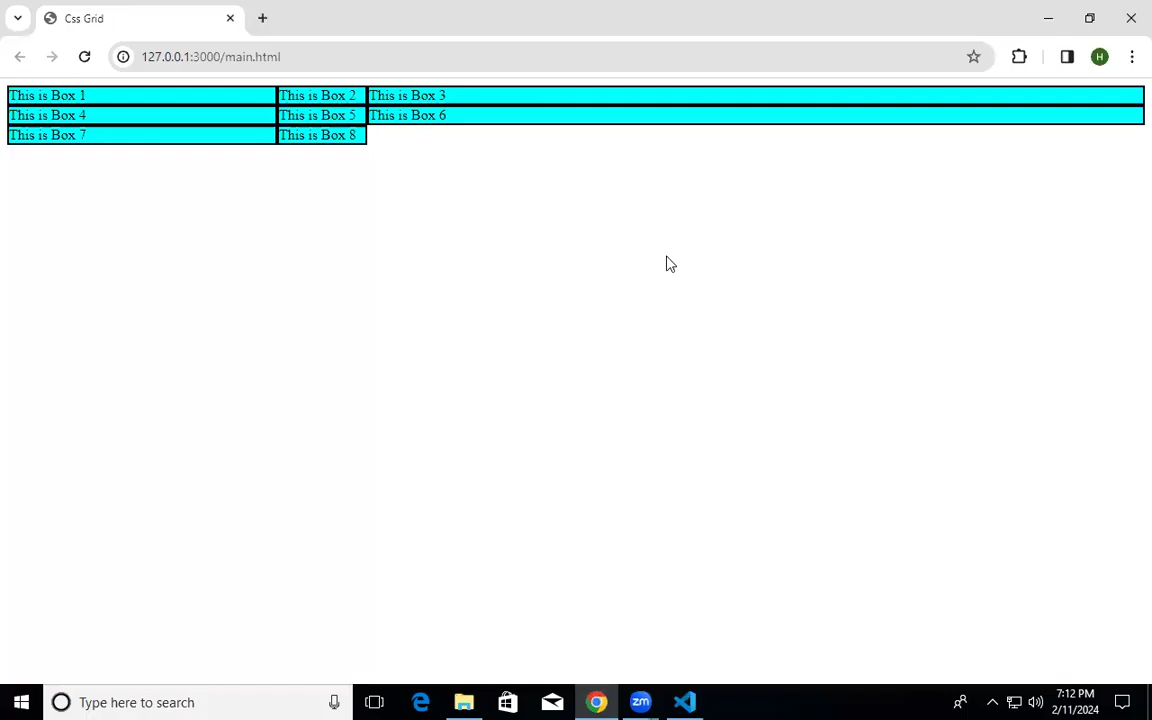 Css Grid
127.0.0.1:3000/main.html
H
This is Box 1 This is Box 2 This is Box 3
This is Box 4 This is Box 5 This is Box 6
This is Box 7 This is Box 8
Type here to search
zm
7:12 PM
2/11/2024